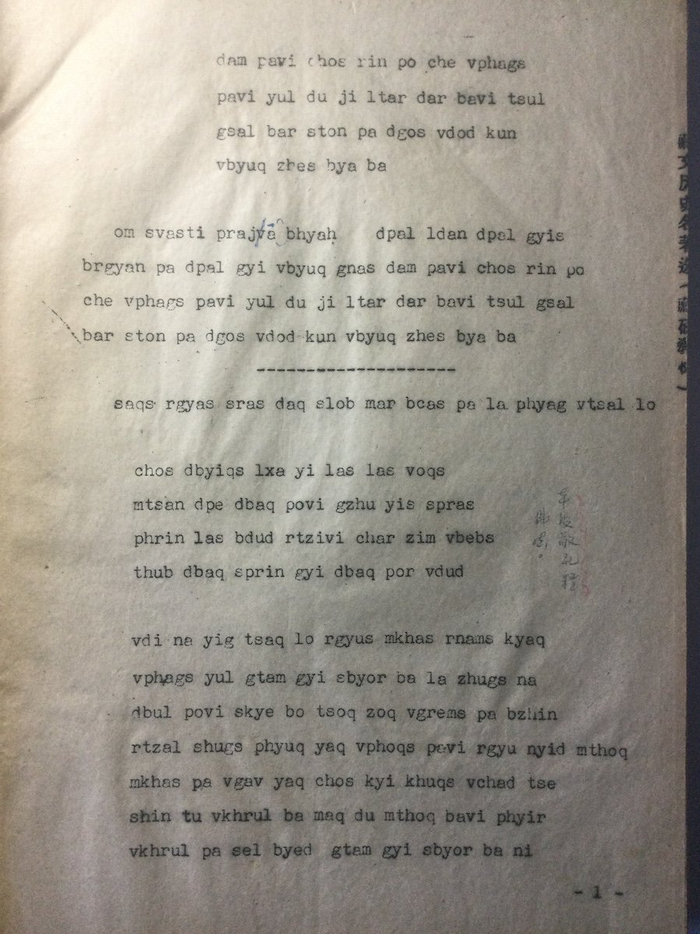 dam pavi chos rin po che vphags
pavi yul du ji ltar dar bavi tsul
gsal bar ston pa dgos vdod kun
vbyuq zhes bya ba
om svasti prajvā bhyaḥ dpal ldan dpal gyis
brgyan pa dpal gyi vbyuq gnas dam pavi chos rin po
che vphags pavi yul du ji ltar dar bavi tsul gsal
bar ston pa dgos vdod kun vbyuq zhes bya ba
saqs rgyas sras daq slob mar bcas pa la phyag vtsal lo
chos dbyiqs lxa yi las las voqs
mtsan dpe dbaq povi gzhu yis spras
phrin las bdud rtzivi char zim vbebs
thub dbaq sprin gyi dbaq por vdud
vdi na yig tsaq lo rgyus mkhas rnams kyaq
vphags yul gtam gyi sbyor ba la zhugs na
dbul povi skye bo tsoq zoq vgrems pa bzhin
rtzal shugs phyuq yaq vphoqs pavi rgyu nyid mthoq
mkhas pa vgav yaq chos kyi khuqs vchad tse
shin tu vkhrul ba maq du mthoq bavi phyir
vkhrul pa sel byed gtam gyi sbyor ba ni
- 1 -